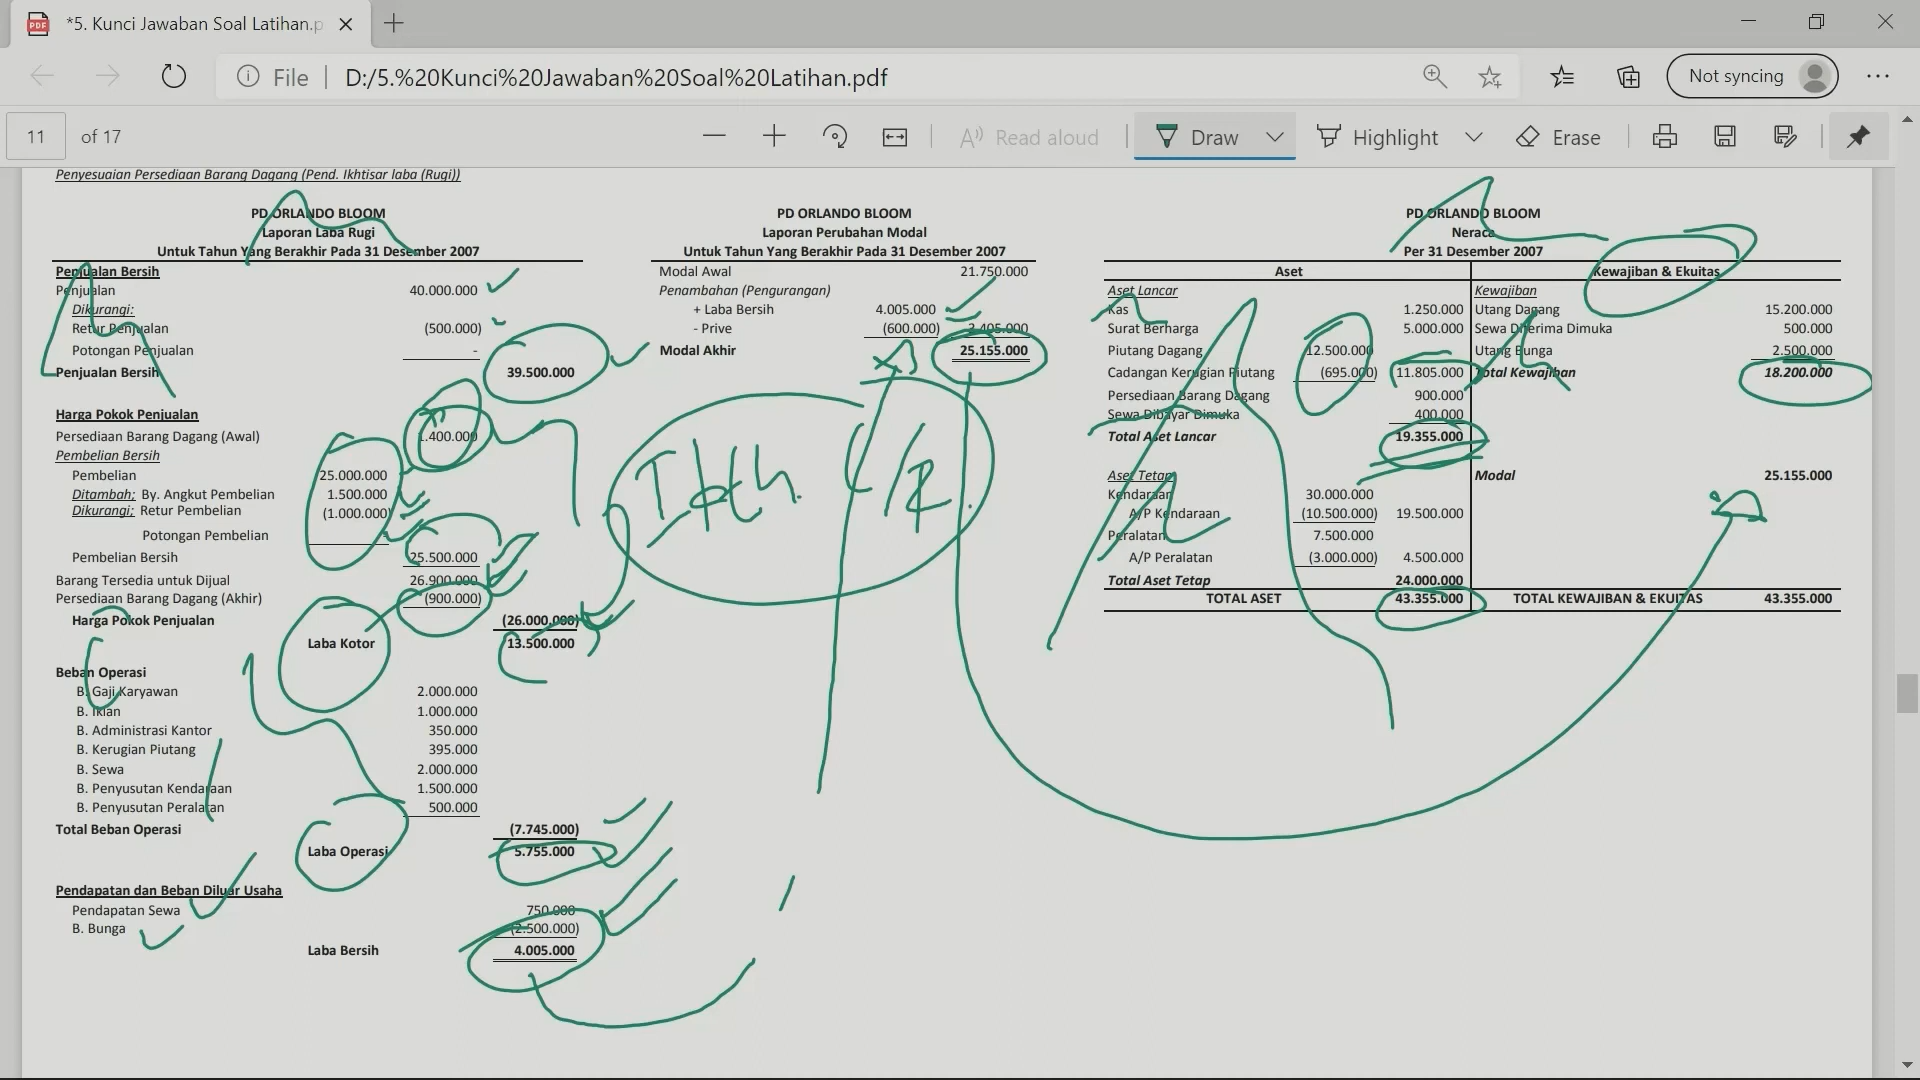 *5. Kunci Jawaban Soal Latihan.p
File
D:/5.%20Kunci%20Jawaban%20Soal%20Latihan.pdf
Not syncing
11 of 17
Read aloud
Draw
Highlight
Erase
Penyesuaian Persediaan Barang Dagang (Pend. Ikhtisar laba (Rugi))
PD ORLANDO BLOOM
Laporan Laba Rugi
Untuk Tahun Yang Berakhir Pada 31 Desember 2007
Penjualan Bersih
Penjualan 40.000.000
Dikurangi:
Retur Penjualan (500.000)
Potongan Penjualan -
Penjualan Bersih 39.500.000
Harga Pokok Penjualan
Persediaan Barang Dagang (Awal) 1.400.000
Pembelian Bersih
Pembelian 25.000.000
Ditambah: By. Angkut Pembelian 1.500.000
Dikurangi: Retur Pembelian (1.000.000)
Potongan Pembelian -
Pembelian Bersih 25.500.000
Barang Tersedia untuk Dijual 26.900.000
Persediaan Barang Dagang (Akhir) (900.000)
Harga Pokok Penjualan (26.000.000)
Laba Kotor 13.500.000
Beban Operasi
B. Gaji Karyawan 2.000.000
B. Iklan 1.000.000
B. Administrasi Kantor 350.000
B. Kerugian Piutang 395.000
B. Sewa 2.000.000
B. Penyusutan Kendaraan 1.500.000
B. Penyusutan Peralatan 500.000
Total Beban Operasi (7.745.000)
Laba Operasi 5.755.000
Pendapatan dan Beban Diluar Usaha
Pendapatan Sewa 750.000
B. Bunga (2.500.000)
Laba Bersih 4.005.000
PD ORLANDO BLOOM
Laporan Perubahan Modal
Untuk Tahun Yang Berakhir Pada 31 Desember 2007
Modal Awal 21.750.000
Penambahan (Pengurangan)
+ Laba Bersih 4.005.000
- Prive (600.000) 3.405.000
Modal Akhir 25.155.000
Ikth. L/R.
PD ORLANDO BLOOM
Neraca
Per 31 Desember 2007
Aset Kewajiban & Ekuitas
Aset Lancar Kewajiban
Kas 1.250.000 Utang Dagang 15.200.000
Surat Berharga 5.000.000 Sewa Diterima Dimuka 500.000
Piutang Dagang 12.500.000 Utang Bunga 2.500.000
Cadangan Kerugian Piutang (695.000) 11.805.000 Total Kewajiban 18.200.000
Persediaan Barang Dagang 900.000
Sewa Dibayar Dimuka 400.000
Total Aset Lancar 19.355.000
Aset Tetap Modal 25.155.000
Kendaraan 30.000.000
A/P Kendaraan (10.500.000) 19.500.000
Peralatan 7.500.000
A/P Peralatan (3.000.000) 4.500.000
Total Aset Tetap 24.000.000
TOTAL ASET 43.355.000 TOTAL KEWAJIBAN & EKUITAS 43.355.000